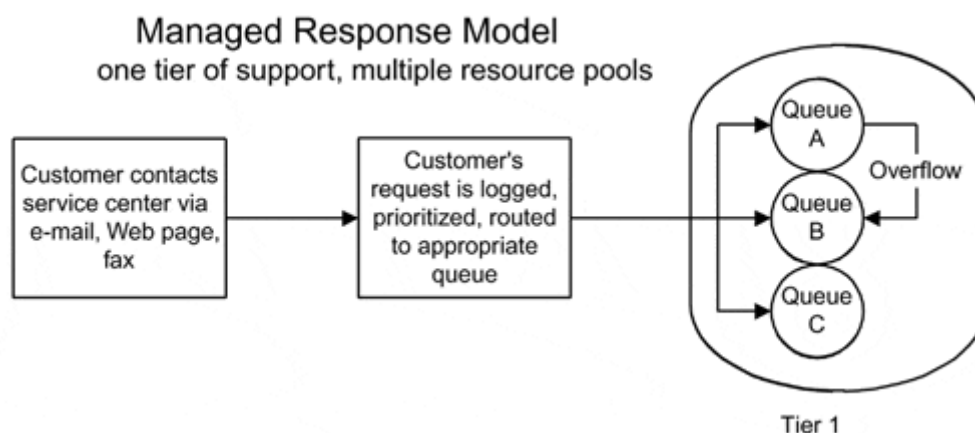 Managed Response Model
one tier of support, multiple resource pools
Customer contacts
service center via
e-mail, Web page,
fax
Customer's
request is logged,
prioritized, routed
to appropriate
queue
Queue
A
Overflow
Queue
B
Queue
C
Tier 1